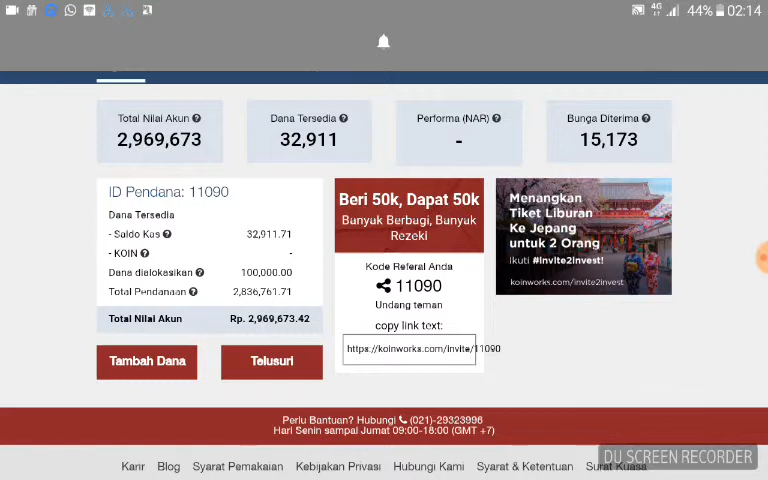 4G 44% 02:14
Total Nilai Akun
2,969,673
Dana Tersedia
32,911
Performa (NAR)
-
Bunga Diterima
15,173
ID Pendana: 11090
Dana Tersedia
- Saldo Kas 32,911.71
- KOIN -
Dana dialokasikan 100,000.00
Total Pendanaan 2,836,761.71
Total Nilai Akun Rp. 2,969,673.42
Tambah Dana
Telusuri
Beri 50k, Dapat 50k
Banyak Berbagi, Banyak
Rezeki
Kode Referal Anda
11090
Undang teman
copy link text:
https://koinworks.com/invite/11090
Menangkan
Tiket Liburan
Ke Jepang
untuk 2 Orang
Ikuti #Invite2Invest!
koinworks.com/invite2invest
Perlu Bantuan? Hubungi (021)-29323996
Hari Senin sampai Jumat 09:00-18:00 (GMT +7)
Karir Blog Syarat Pemakaian Kebijakan Privasi Hubungi Kami Syarat & Ketentuan Surat Kuasa
DU SCREEN RECORDER